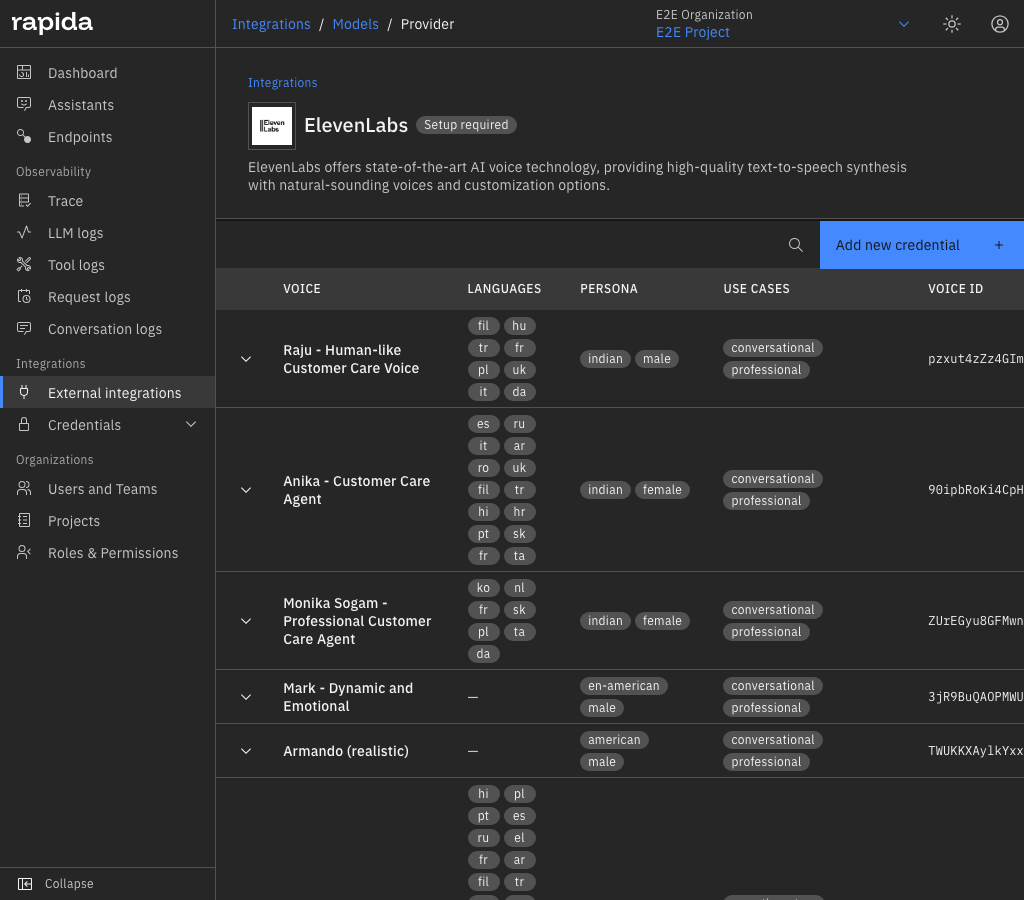 rapida
Integrations / Models / Provider
E2E Organization
E2E Project
Dashboard
Assistants
Endpoints
Observability
Trace
LLM logs
Tool logs
Request logs
Conversation logs
Integrations
External integrations
Credentials
Organizations
Users and Teams
Projects
Roles & Permissions
Collapse
Integrations
ElevenLabs
ElevenLabs Setup required
ElevenLabs offers state-of-the-art AI voice technology, providing high-quality text-to-speech synthesis
with natural-sounding voices and customization options.
Add new credential +
VOICE LANGUAGES PERSONA USE CASES VOICE ID
Raju - Human-like
Customer Care Voice
fil hu
tr fr
pl uk
it da
indian male
conversational
professional
pzxut4zZz4GIm
Anika - Customer Care
Agent
es ru
it ar
ro uk
fil tr
hi hr
pt sk
fr ta
indian female
conversational
professional
90ipbRoKi4CpH
Monika Sogam -
Professional Customer
Care Agent
ko nl
fr sk
pl ta
da
indian female
conversational
professional
ZUrEGyu8GFMwn
Mark - Dynamic and
Emotional
—
en-american
male
conversational
professional
3jR9BuQAOPMWU
Armando (realistic)
—
american
male
conversational
professional
TWUKKXAylkYxx
hi pl
pt es
ru el
fr ar
fil tr